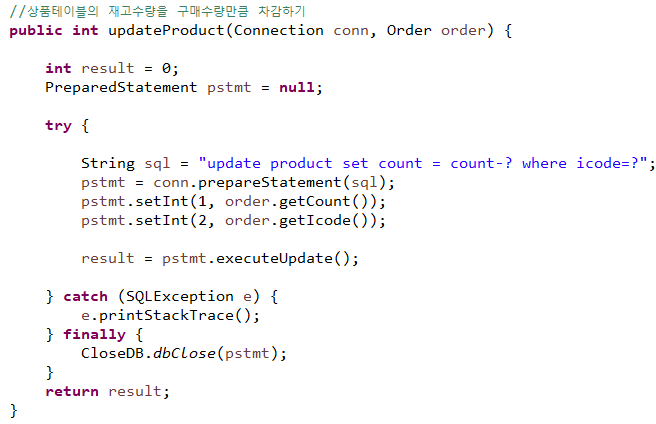 //상품테이블의 재고수량을 구매수량만큼 차감하기
public int updateProduct(Connection conn, Order order) {
int result = 0;
PreparedStatement pstmt = null;
try {
String sql = "update product set count = count-? where icode=?";
pstmt = conn.prepareStatement(sql);
pstmt.setInt(1, order.getCount());
pstmt.setInt(2, order.getIcode());
result = pstmt.executeUpdate();
} catch (SQLException e) {
e.printStackTrace();
} finally {
CloseDB.dbClose(pstmt);
}
return result;
}